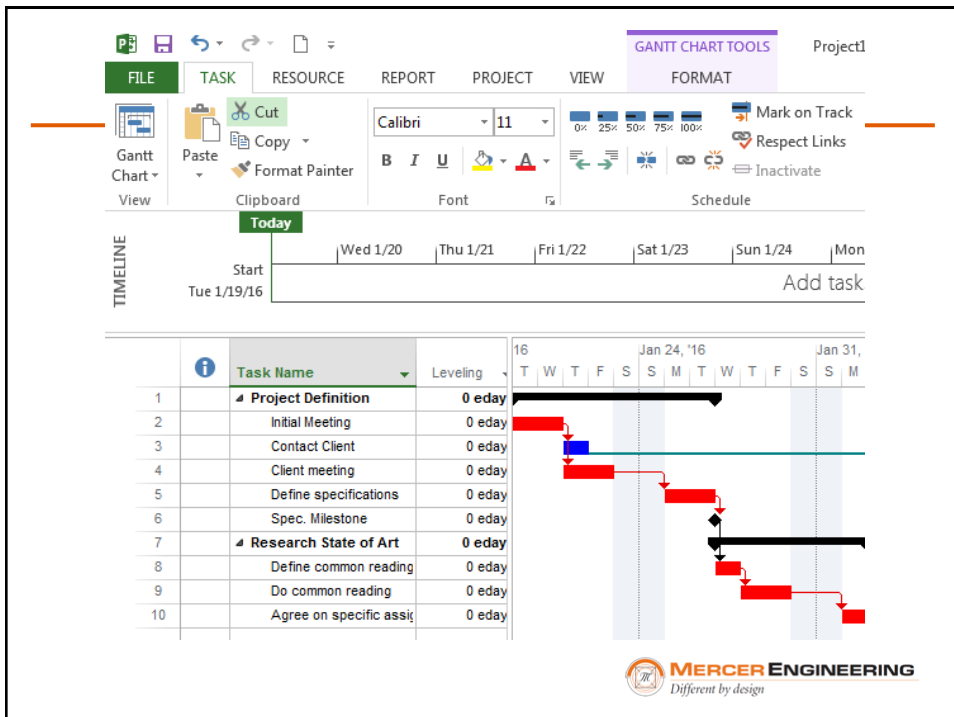 GANTT CHART TOOLS Project1
FILE TASK RESOURCE REPORT PROJECT VIEW FORMAT
Gantt Chart
View
Paste
Cut
Copy
Format Painter
Clipboard
Calibri 11
B I U A
Font
0% 25% 50% 75% 100%
Mark on Track
Respect Links
Inactivate
Schedule
TIMELINE
Today
Wed 1/20 Thu 1/21 Fri 1/22 Sat 1/23 Sun 1/24 Mon
Start
Tue 1/19/16
Add task
16 Jan 24, '16 Jan 31,
Task Name Leveling T W T F S S M T W T F S S M
1 Project Definition 0 eday
2 Initial Meeting 0 eday
3 Contact Client 0 eday
4 Client meeting 0 eday
5 Define specifications 0 eday
6 Spec. Milestone 0 eday
7 Research State of Art 0 eday
8 Define common reading 0 eday
9 Do common reading 0 eday
10 Agree on specific assig 0 eday
MERCER ENGINEERING
Different by design